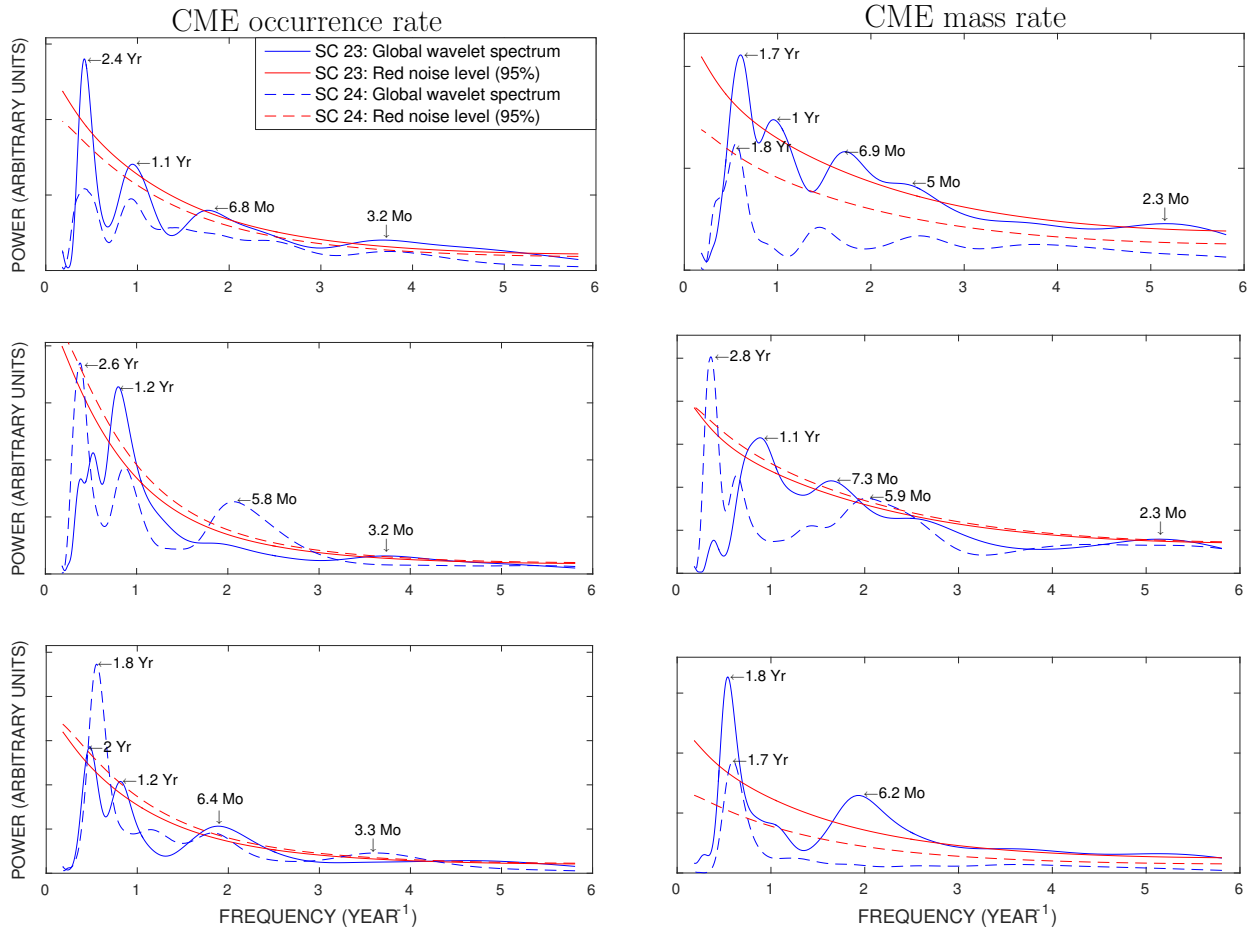 CME occurrence rate
CME mass rate
POWER (ARBITRARY UNITS)
←2.4 Yr
←1.1 Yr
←6.8 Mo
3.2 Mo
↓
SC 23: Global wavelet spectrum
SC 23: Red noise level (95%)
SC 24: Global wavelet spectrum
SC 24: Red noise level (95%)
0 1 2 3 4 5 6
←1.7 Yr
←1 Yr
←1.8 Yr
←6.9 Mo
←5 Mo
2.3 Mo
↓
0 1 2 3 4 5 6
POWER (ARBITRARY UNITS)
←2.6 Yr
←1.2 Yr
←5.8 Mo
3.2 Mo
↓
0 1 2 3 4 5 6
←2.8 Yr
←1.1 Yr
←7.3 Mo
←5.9 Mo
2.3 Mo
↓
0 1 2 3 4 5 6
POWER (ARBITRARY UNITS)
←1.8 Yr
←2 Yr
←1.2 Yr
6.4 Mo
↓
3.3 Mo
↓
0 1 2 3 4 5 6
FREQUENCY (YEAR⁻¹)
←1.8 Yr
←1.7 Yr
←6.2 Mo
0 1 2 3 4 5 6
FREQUENCY (YEAR⁻¹)